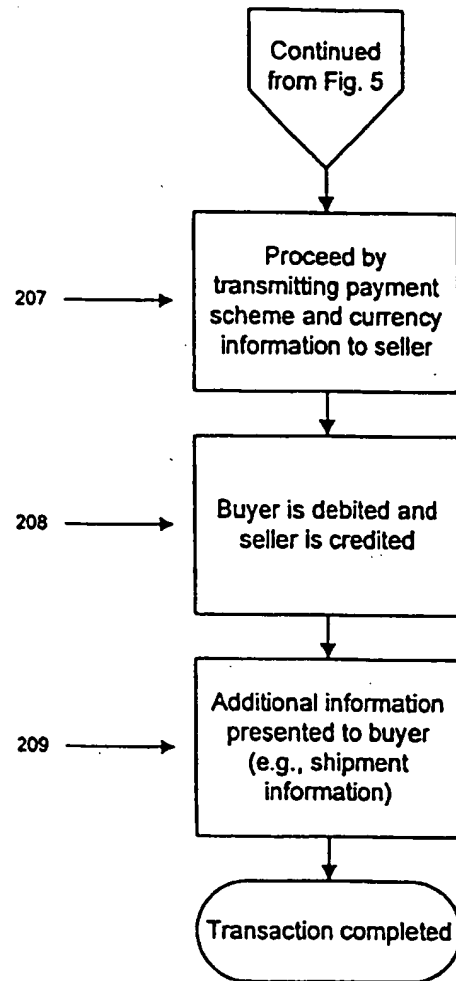 Continued
from Fig. 5
207
Proceed by
transmitting payment
scheme and currency
information to seller
208
Buyer is debited and
seller is credited
209
Additional information
presented to buyer
(e.g., shipment
information)
Transaction completed